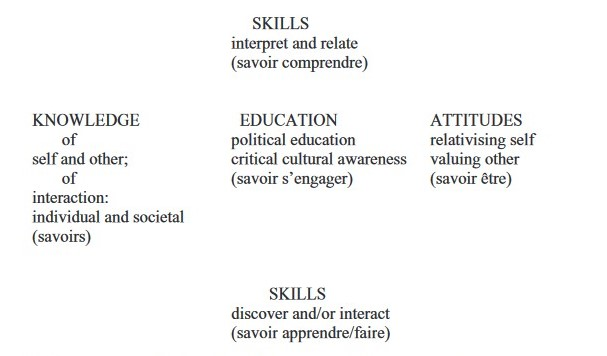 SKILLS
interpret and relate
(savoir comprendre)
KNOWLEDGE
of
self and other;
of
interaction:
individual and societal
(savoirs)
EDUCATION
political education
critical cultural awareness
(savoir s’engager)
ATTITUDES
relativising self
valuing other
(savoir être)
SKILLS
discover and/or interact
(savoir apprendre/faire)